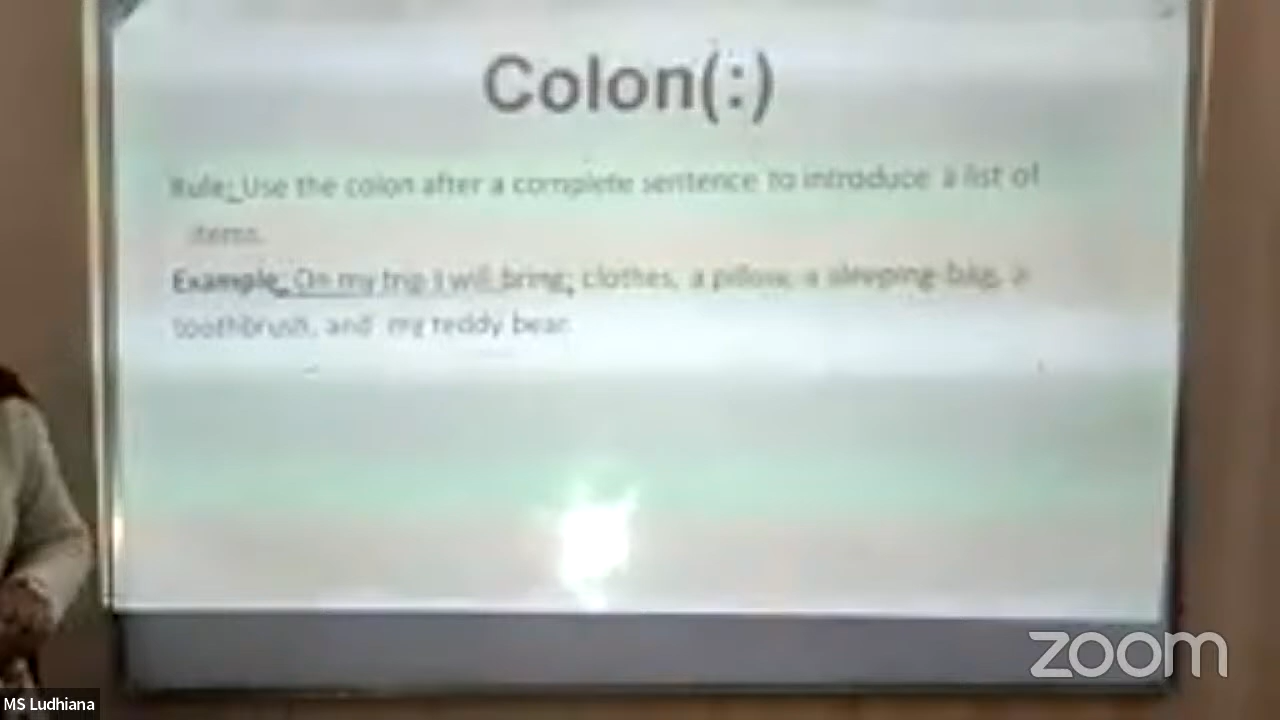 Colon(:)
Rule: Use the colon after a complete sentence to introduce a list of
items.
Example: On my trip I will bring: clothes, a pillow, a sleeping-bag, a
toothbrush, and my teddy bear.
zoom
MS Ludhiana